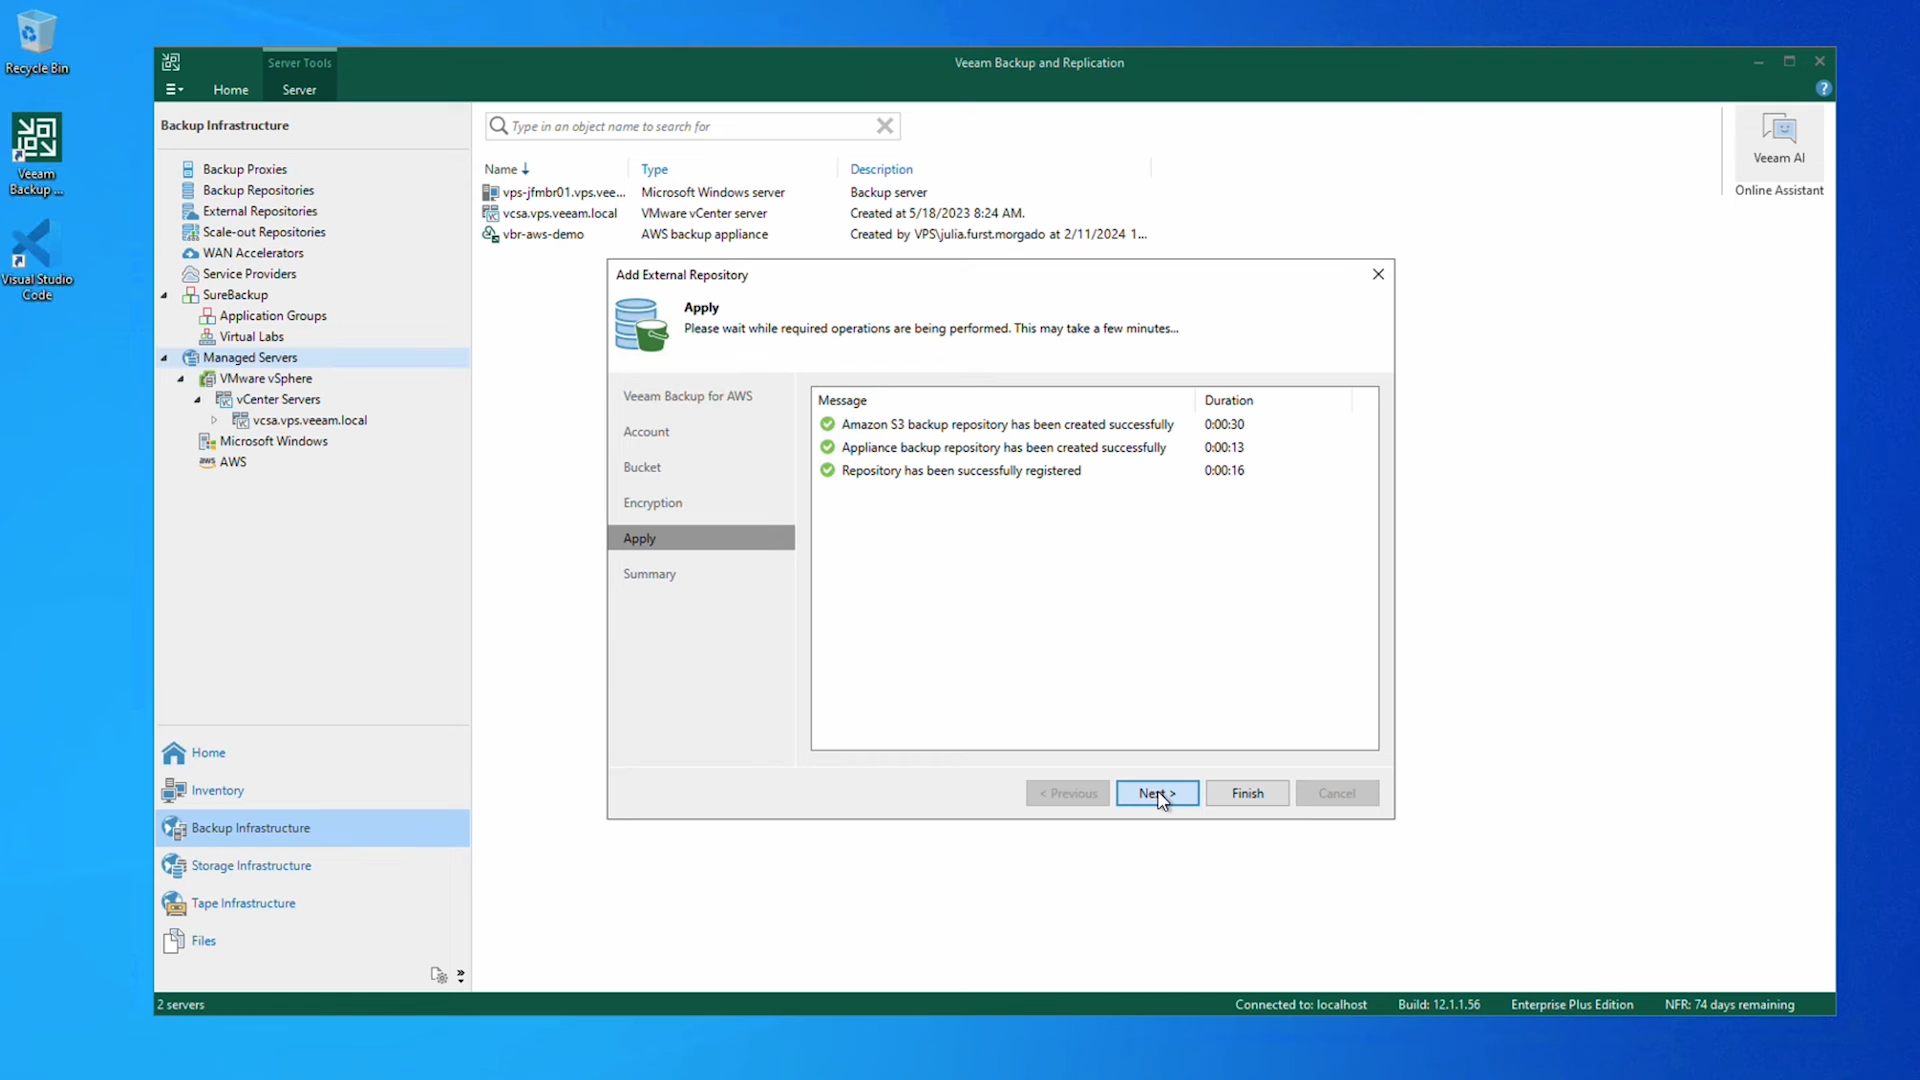 Recycle Bin
Veeam
Backup ...
Visual Studio
Code
Server Tools
Veeam Backup and Replication
Home
Server
?
Backup Infrastructure
Backup Proxies
Backup Repositories
External Repositories
Scale-out Repositories
WAN Accelerators
Service Providers
SureBackup
Application Groups
Virtual Labs
Managed Servers
VMware vSphere
vCenter Servers
vcsa.vps.veeam.local
Microsoft Windows
aws AWS
Home
Inventory
Backup Infrastructure
Storage Infrastructure
Tape Infrastructure
Files
Type in an object name to search for
Name Type Description
vps-jfmbr01.vps.vee... Microsoft Windows server Backup server
vcsa.vps.veeam.local VMware vCenter server Created at 5/18/2023 8:24 AM.
vbr-aws-demo AWS backup appliance Created by VPS\julia.furst.morgado at 2/11/2024 1...
Veeam AI
Online Assistant
Add External Repository
Apply
Please wait while required operations are being performed. This may take a few minutes...
Veeam Backup for AWS
Account
Bucket
Encryption
Apply
Summary
Message Duration
Amazon S3 backup repository has been created successfully 0:00:30
Appliance backup repository has been created successfully 0:00:13
Repository has been successfully registered 0:00:16
< Previous Next > Finish Cancel
2 servers
Connected to: localhost Build: 12.1.1.56 Enterprise Plus Edition NFR: 74 days remaining